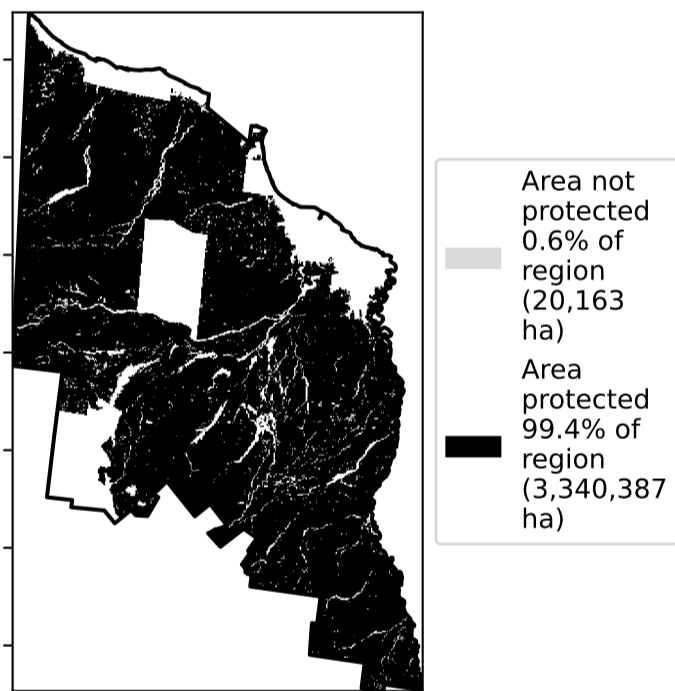 Area not
protected
0.6% of
region
(20,163
ha)
Area
protected
99.4% of
region
(3,340,387
ha)